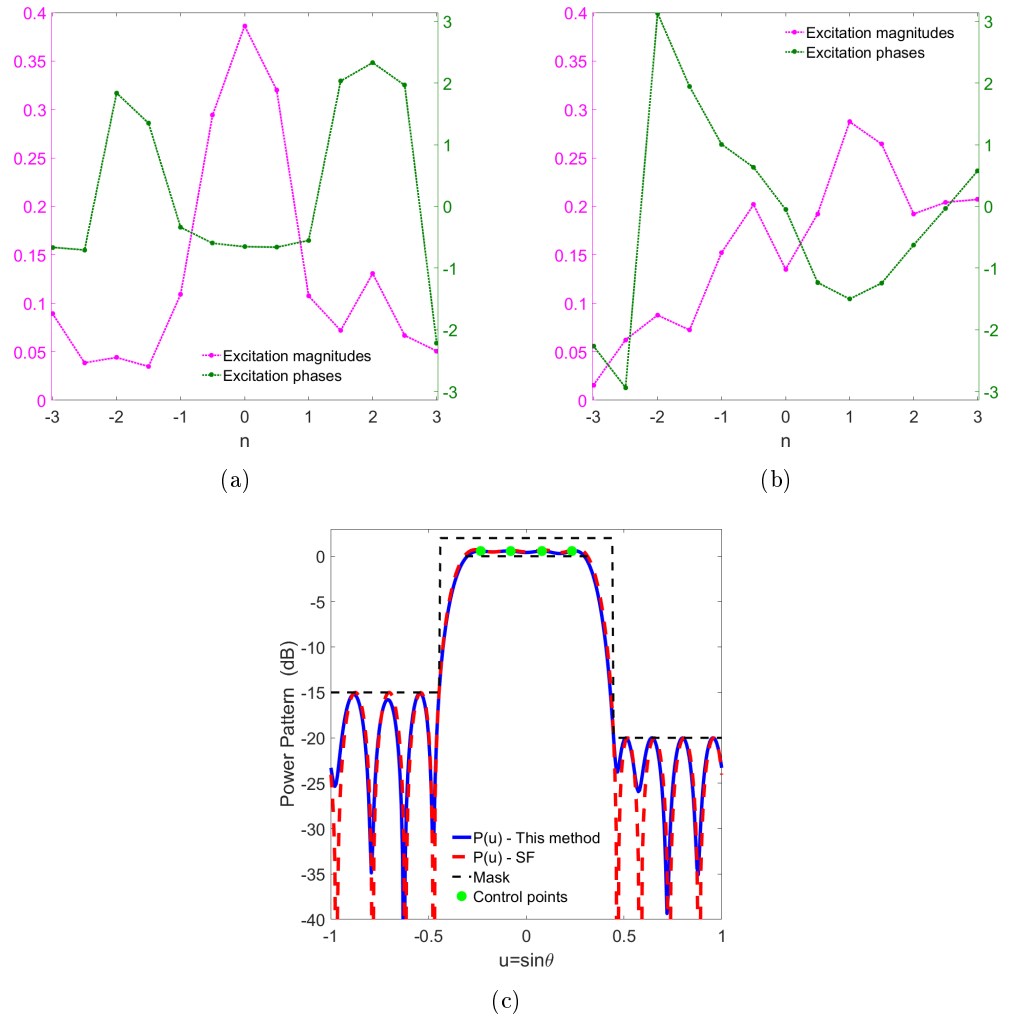 0.4
0.35
0.3
0.25
0.2
0.15
0.1
0.05
0
3
2
1
0
-1
-2
-3
Excitation magnitudes
Excitation phases
-3 -2 -1 0 1 2 3
n
(a)
0.4
0.35
0.3
0.25
0.2
0.15
0.1
0.05
0
3
2
1
0
-1
-2
-3
Excitation magnitudes
Excitation phases
-3 -2 -1 0 1 2 3
n
(b)
Power Pattern (dB)
0
-5
-10
-15
-20
-25
-30
-35
-40
P(u) - This method
P(u) - SF
Mask
Control points
-1 -0.5 0 0.5 1
u=sinθ
(c)